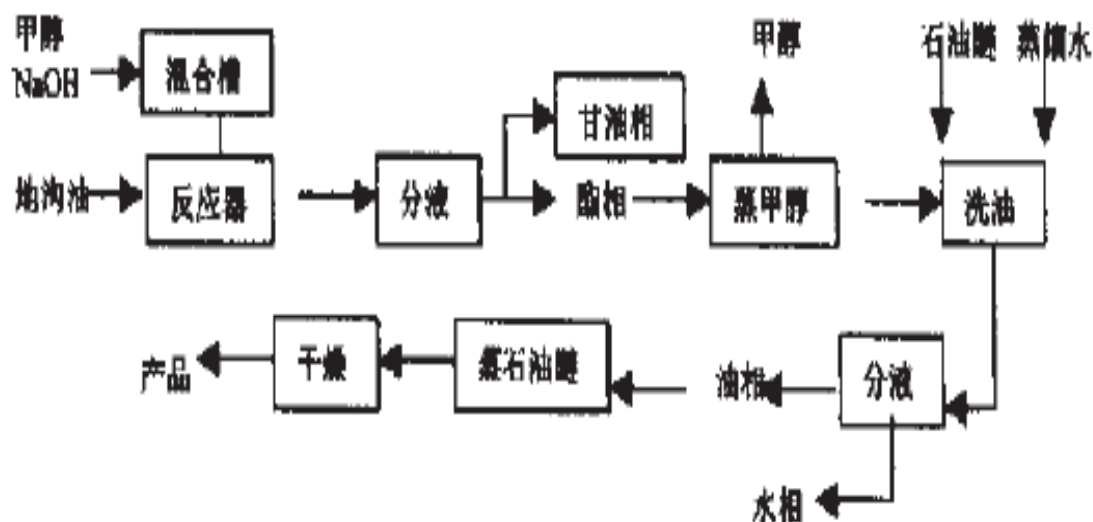 甲醇
NaOH
混合槽
地沟油
反应器
分液
甘油相
酯相
甲醇
蒸甲醇
石油醚
蒸馏水
洗油
分液
水相
油相
蒸石油醚
干燥
产品